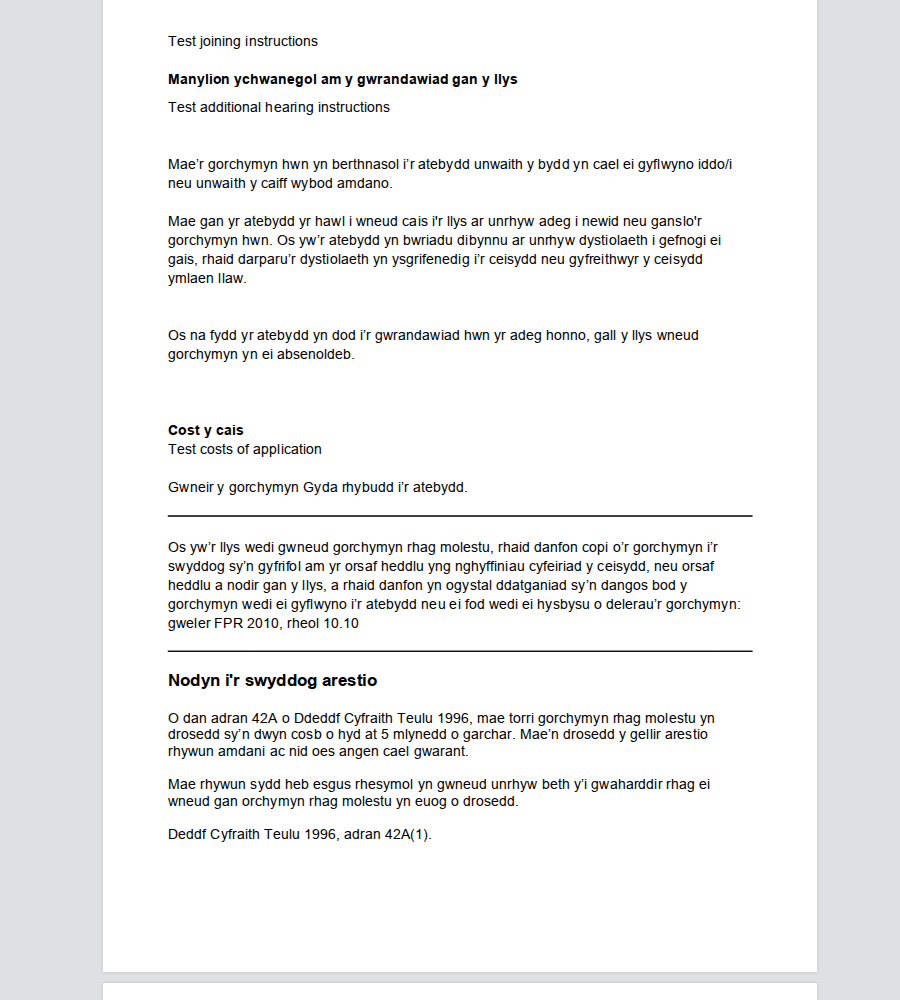 Test joining instructions
Manylion ychwanegol am y gwrandawiad gan y llys
Test additional hearing instructions
Mae’r gorchymyn hwn yn berthnasol i’r atebydd unwaith y bydd yn cael ei gyflwyno iddo/i
neu unwaith y caiff wybod amdano.
Mae gan yr atebydd yr hawl i wneud cais i'r llys ar unrhyw adeg i newid neu ganslo'r
gorchymyn hwn. Os yw’r atebydd yn bwriadu dibynnu ar unrhyw dystiolaeth i gefnogi ei
gais, rhaid darparu’r dystiolaeth yn ysgrifenedig i’r ceisydd neu gyfreithwyr y ceisydd
ymlaen llaw.
Os na fydd yr atebydd yn dod i’r gwrandawiad hwn yr adeg honno, gall y llys wneud
gorchymyn yn ei absenoldeb.
Cost y cais
Test costs of application
Gwneir y gorchymyn Gyda rhybudd i’r atebydd.
Os yw’r llys wedi gwneud gorchymyn rhag molestu, rhaid danfon copi o’r gorchymyn i’r
swyddog sy’n gyfrifol am yr orsaf heddlu yng nghyffiniau cyfeiriad y ceisydd, neu orsaf
heddlu a nodir gan y llys, a rhaid danfon yn ogystal ddatganiad sy’n dangos bod y
gorchymyn wedi ei gyflwyno i’r atebydd neu ei fod wedi ei hysbysu o delerau’r gorchymyn:
gweler FPR 2010, rheol 10.10
Nodyn i'r swyddog arestio
O dan adran 42A o Ddeddf Cyfraith Teulu 1996, mae torri gorchymyn rhag molestu yn
drosedd sy’n dwyn cosb o hyd at 5 mlynedd o garchar. Mae’n drosedd y gellir arestio
rhywun amdani ac nid oes angen cael gwarant.
Mae rhywun sydd heb esgus rhesymol yn gwneud unrhyw beth y’i gwaharddir rhag ei
wneud gan orchymyn rhag molestu yn euog o drosedd.
Deddf Cyfraith Teulu 1996, adran 42A(1).